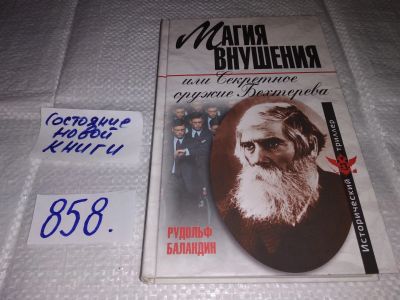 Состояние
новой
книги
858.
МАГИЯ
ВНУШЕНИЯ
или Секретное
оружие Бехтерева
РУДОЛЬФ
БАЛАНДИН
Исторический триллер